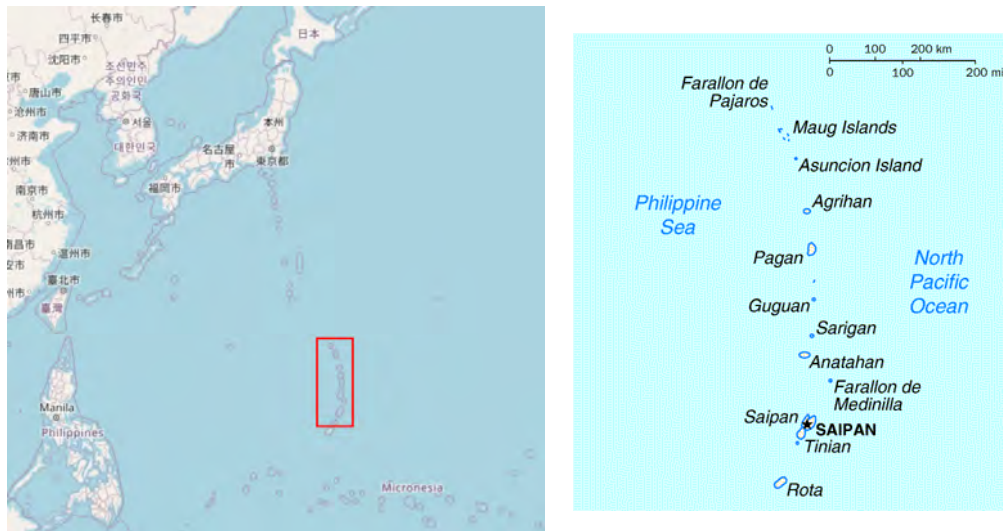 长春市
四平市
沈阳市
조선민주
주의인민
공화국
唐山市
沧州市
济南市
서울
대한민국
日本
本州
名古屋
市
東京都
福岡市
南京市
杭州市
南昌市
温州市
臺北市
臺灣
Manila
Philippines
Micronesia
0 100 200 km
0 100 200 mi
Farallon de
Pajaros
Maug Islands
Asuncion Island
Agrihan
Philippine
Sea
Pagan
North
Pacific
Ocean
Guguan
Sarigan
Anatahan
Farallon de
Medinilla
Saipan
SAIPAN
Tinian
Rota